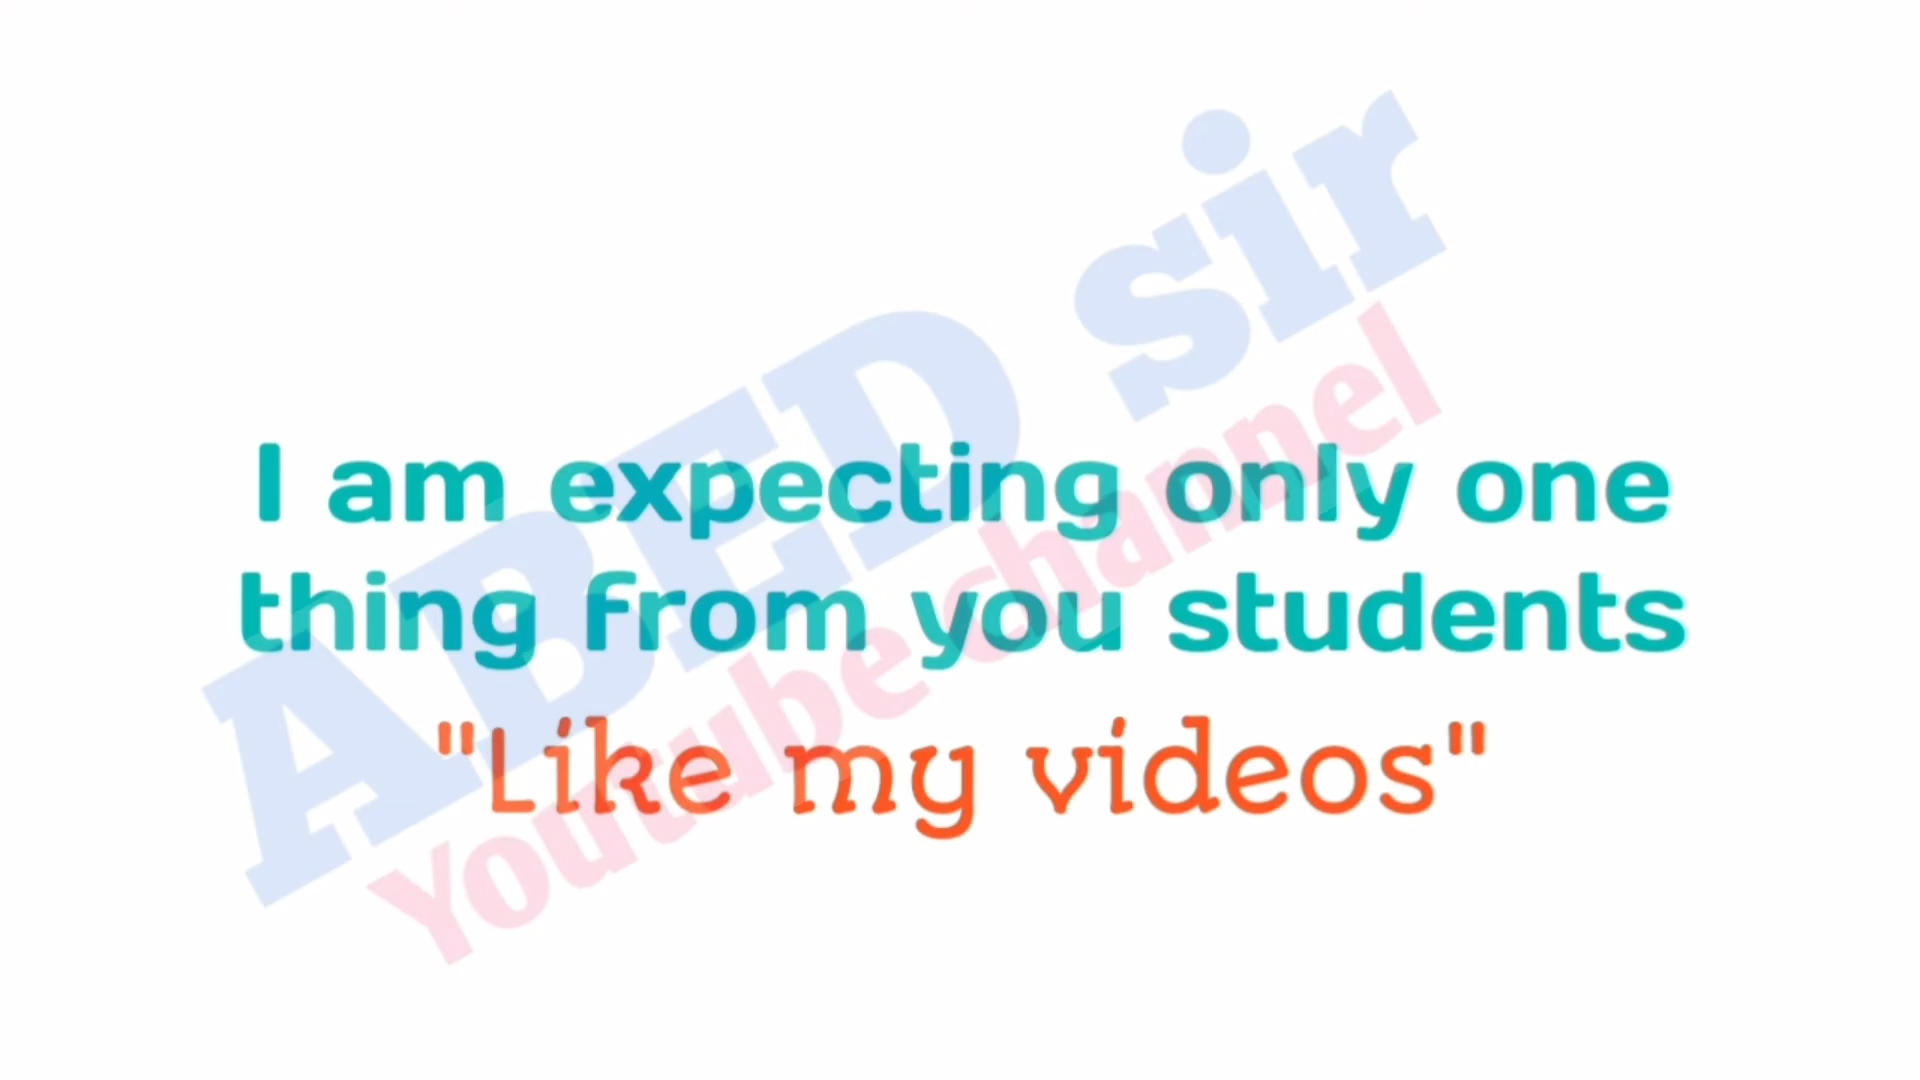 ABED sir
Youtube channel
I am expecting only one
thing from you students
"Like my videos"